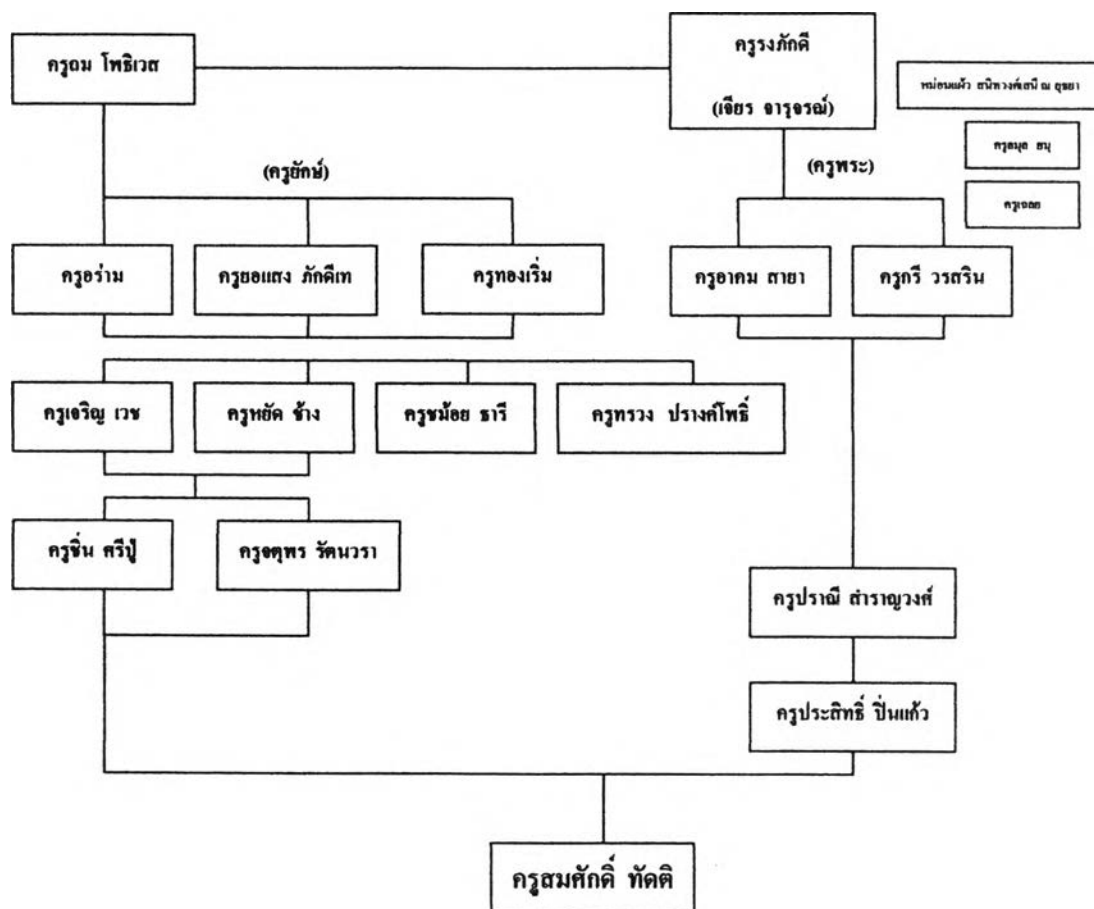 ครูถม โพธิเวส
ครูรงภักดี
(เจียร จารุจรณ์)
หม่อมแผ้ว สนิทวงศ์เสนี ณ อุธยา
ครูลมุล ยมุ
ครูเฉลย
(ครูยักษ์)
(ครูพระ)
ครูอร่าม
ครูยอแสง ภักดีเท
ครูทองเริ่ม
ครูอาคม สายา
ครูกรี วรสริน
ครูเจริญ เวช
ครูหยัด ช้าง
ครูชม้อย ธารี
ครูทรวง ปรางค์โพธิ์
ครูชิ่น ศรีปู่
ครูจตุพร รัตนวรา
ครูปราณี สำราญวงศ์
ครูประสิทธิ์ ปิ่นแก้ว
ครูสมศักดิ์ ทัดติ